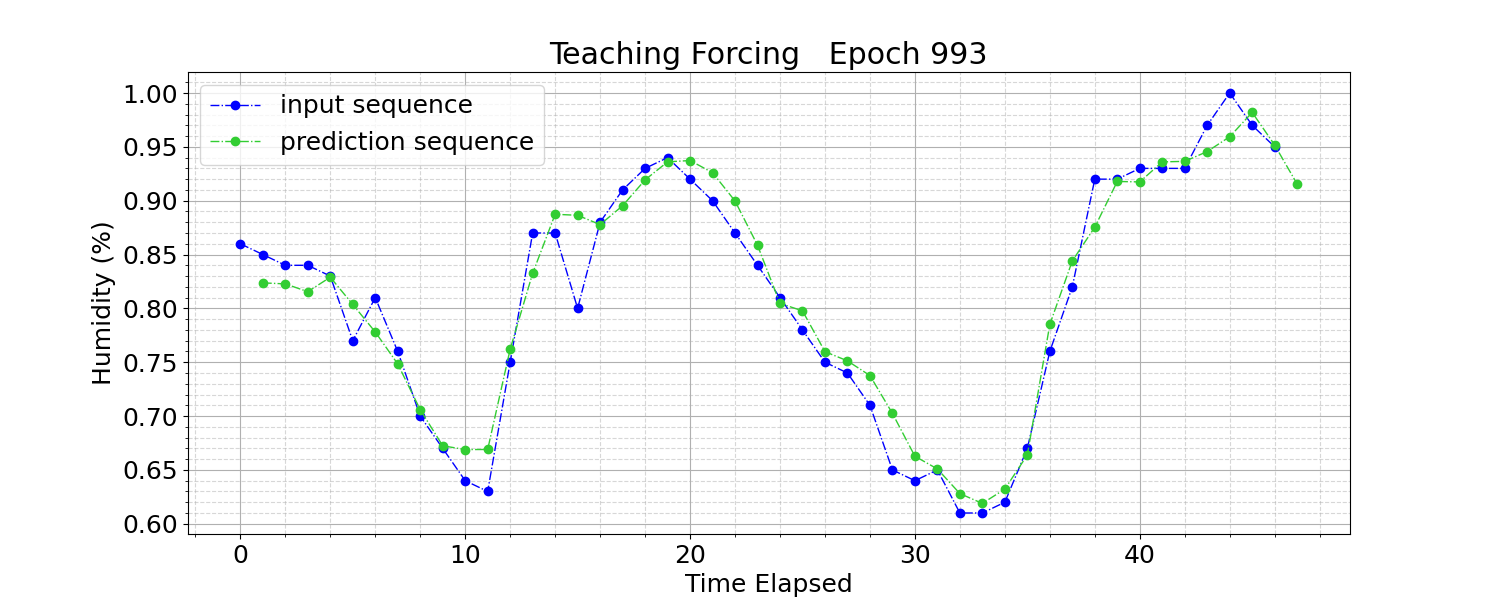 Teaching Forcing   Epoch 993
input sequence
prediction sequence
1.00
0.95
0.90
0.85
0.80
0.75
0.70
0.65
0.60
Humidity (%)
0 10 20 30 40
Time Elapsed